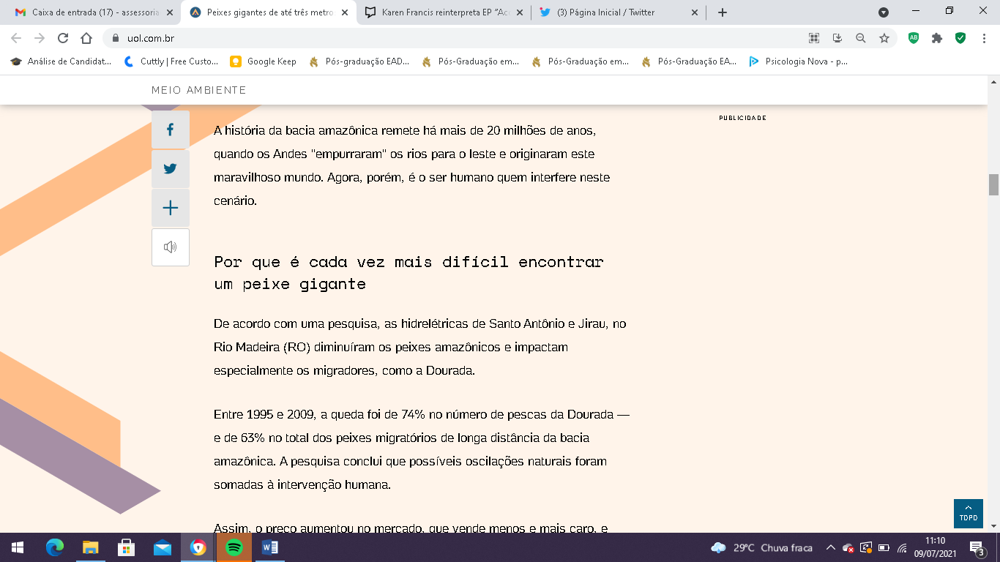 Caixa de entrada (17) - assessoria
Peixes gigantes de até três metro
Karen Francis reinterpreta EP "Ac
(3) Página Inicial / Twitter
uol.com.br
AB
Análise de Candidat...
Cuttly | Free Custo...
Google Keep
Pós-graduação EAD...
Pós-Graduação em...
Pós-Graduação em...
Pós-Graduação EA...
Psicologia Nova - p...
MEIO AMBIENTE
PUBLICIDADE
A história da bacia amazônica remete há mais de 20 milhões de anos,
quando os Andes "empurraram" os rios para o leste e originaram este
maravilhoso mundo. Agora, porém, é o ser humano quem interfere neste
cenário.
Por que é cada vez mais difícil encontrar
um peixe gigante
De acordo com uma pesquisa, as hidrelétricas de Santo Antônio e Jirau, no
Rio Madeira (RO) diminuíram os peixes amazônicos e impactam
especialmente os migradores, como a Dourada.
Entre 1995 e 2009, a queda foi de 74% no número de pescas da Dourada —
e de 63% no total dos peixes migratórios de longa distância da bacia
amazônica. A pesquisa conclui que possíveis oscilações naturais foram
somadas à intervenção humana.
Assim, o preço aumentou no mercado, que vende menos e mais caro, e
TOPO
29°C Chuva fraca
11:10
09/07/2021
3